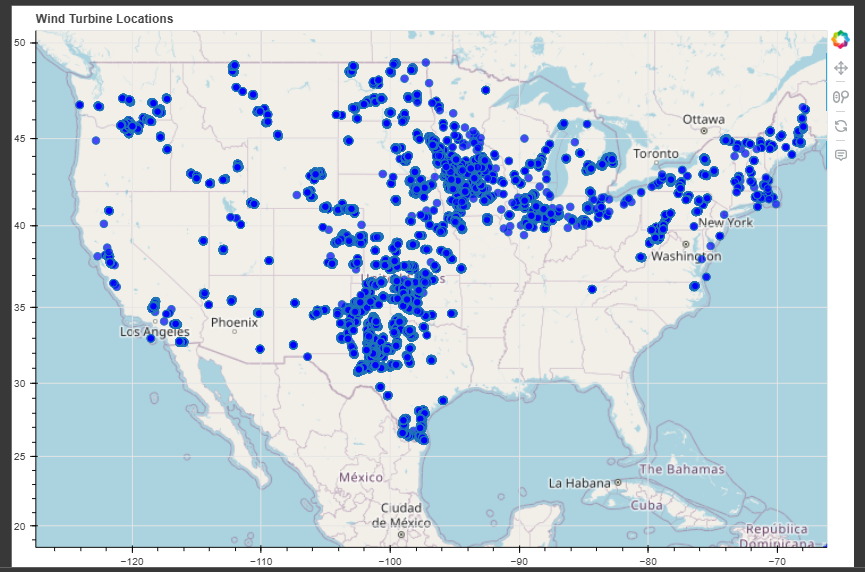 Wind Turbine Locations
50
45
40
35
30
25
20
Ottawa
Toronto
New York
Washington
Los Angeles
Phoenix
México
Ciudad
de México
La Habana
The Bahamas
Cuba
República
Dominicana
−120
−110
−100
−90
−80
−70